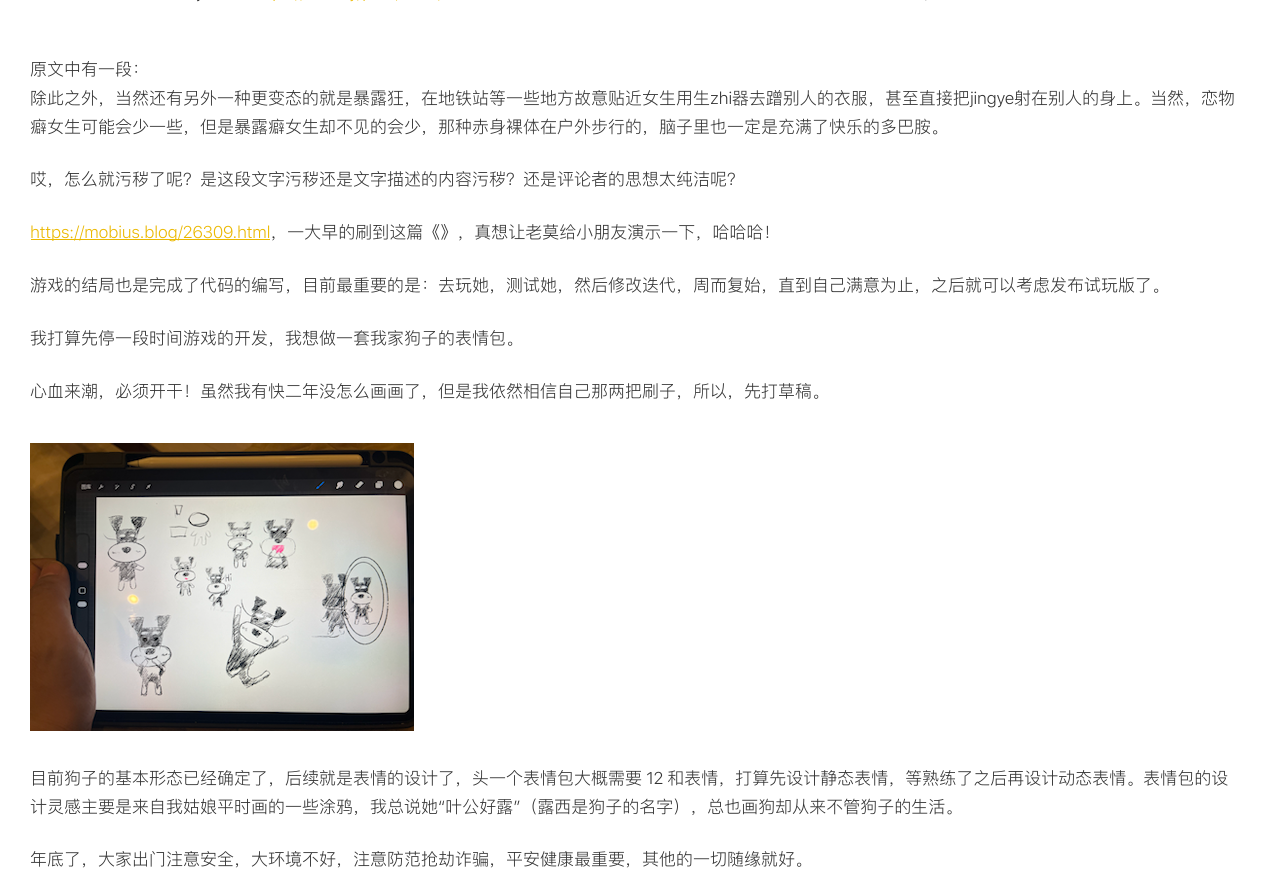 原文中有一段：
除此之外，当然还有另外一种更变态的就是暴露狂，在地铁站等一些地方故意贴近女生用生zhi器去蹭别人的衣服，甚至直接把jingye射在别人的身上。当然，恋物
癖女生可能会少一些，但是暴露癖女生却不见的会少，那种赤身裸体在户外步行的，脑子里也一定是充满了快乐的多巴胺。
哎，怎么就污秽了呢？是这段文字污秽还是文字描述的内容污秽？还是评论者的思想太纯洁呢？
https://mobius.blog/26309.html，一大早的刷到这篇《》，真想让老莫给小朋友演示一下，哈哈哈！
游戏的结局也是完成了代码的编写，目前最重要的是：去玩她，测试她，然后修改迭代，周而复始，直到自己满意为止，之后就可以考虑发布试玩版了。
我打算先停一段时间游戏的开发，我想做一套我家狗子的表情包。
心血来潮，必须开干！虽然我有快二年没怎么画画了，但是我依然相信自己那两把刷子，所以，先打草稿。
Hi
目前狗子的基本形态已经确定了，后续就是表情的设计了，头一个表情包大概需要 12 和表情，打算先设计静态表情，等熟练了之后再设计动态表情。表情包的设
计灵感主要是来自我姑娘平时画的一些涂鸦，我总说她“叶公好露”（露西是狗子的名字），总也画狗却从来不管狗子的生活。
年底了，大家出门注意安全，大环境不好，注意防范抢劫诈骗，平安健康最重要，其他的一切随缘就好。